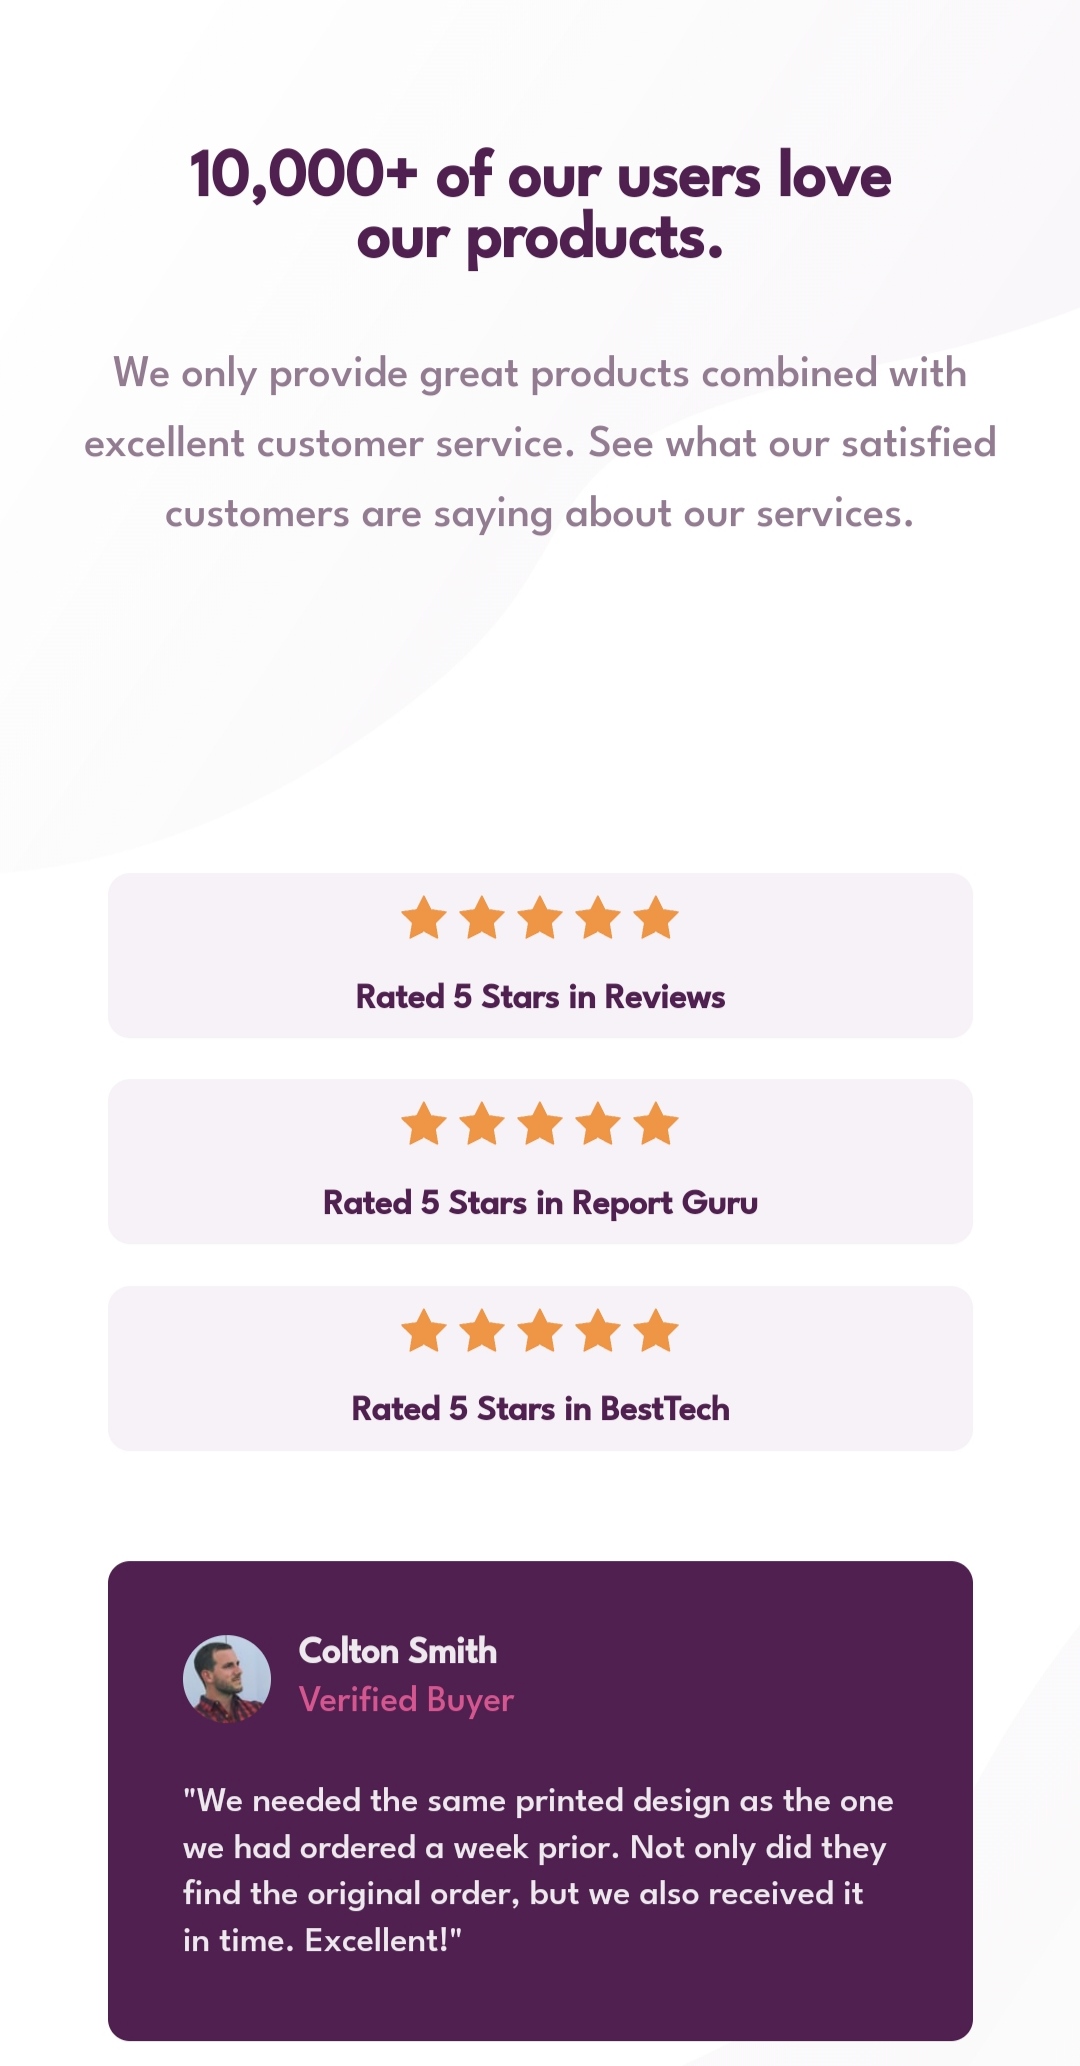 10,000+ of our users love
our products.
We only provide great products combined with
excellent customer service. See what our satisfied
customers are saying about our services.
Rated 5 Stars in Reviews
Rated 5 Stars in Report Guru
Rated 5 Stars in BestTech
Colton Smith
Verified Buyer
"We needed the same printed design as the one
we had ordered a week prior. Not only did they
find the original order, but we also received it
in time. Excellent!"